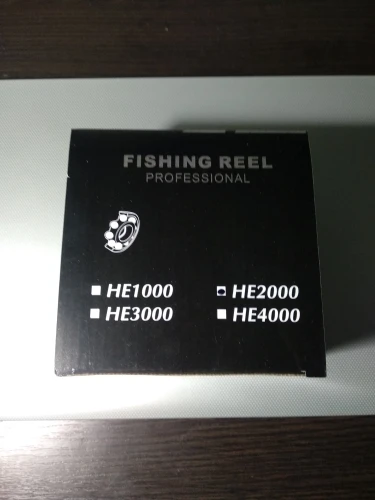 FISHING REEL
PROFESSIONAL
HE1000 HE2000
HE3000 HE4000